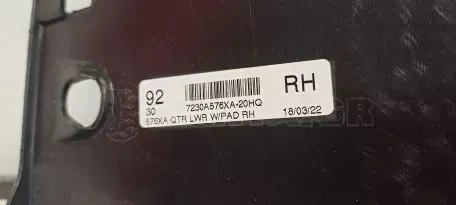 92
30
7230A576XA-20HQ
RH
576XA QTR LWR W/PAD RH
18/03/22